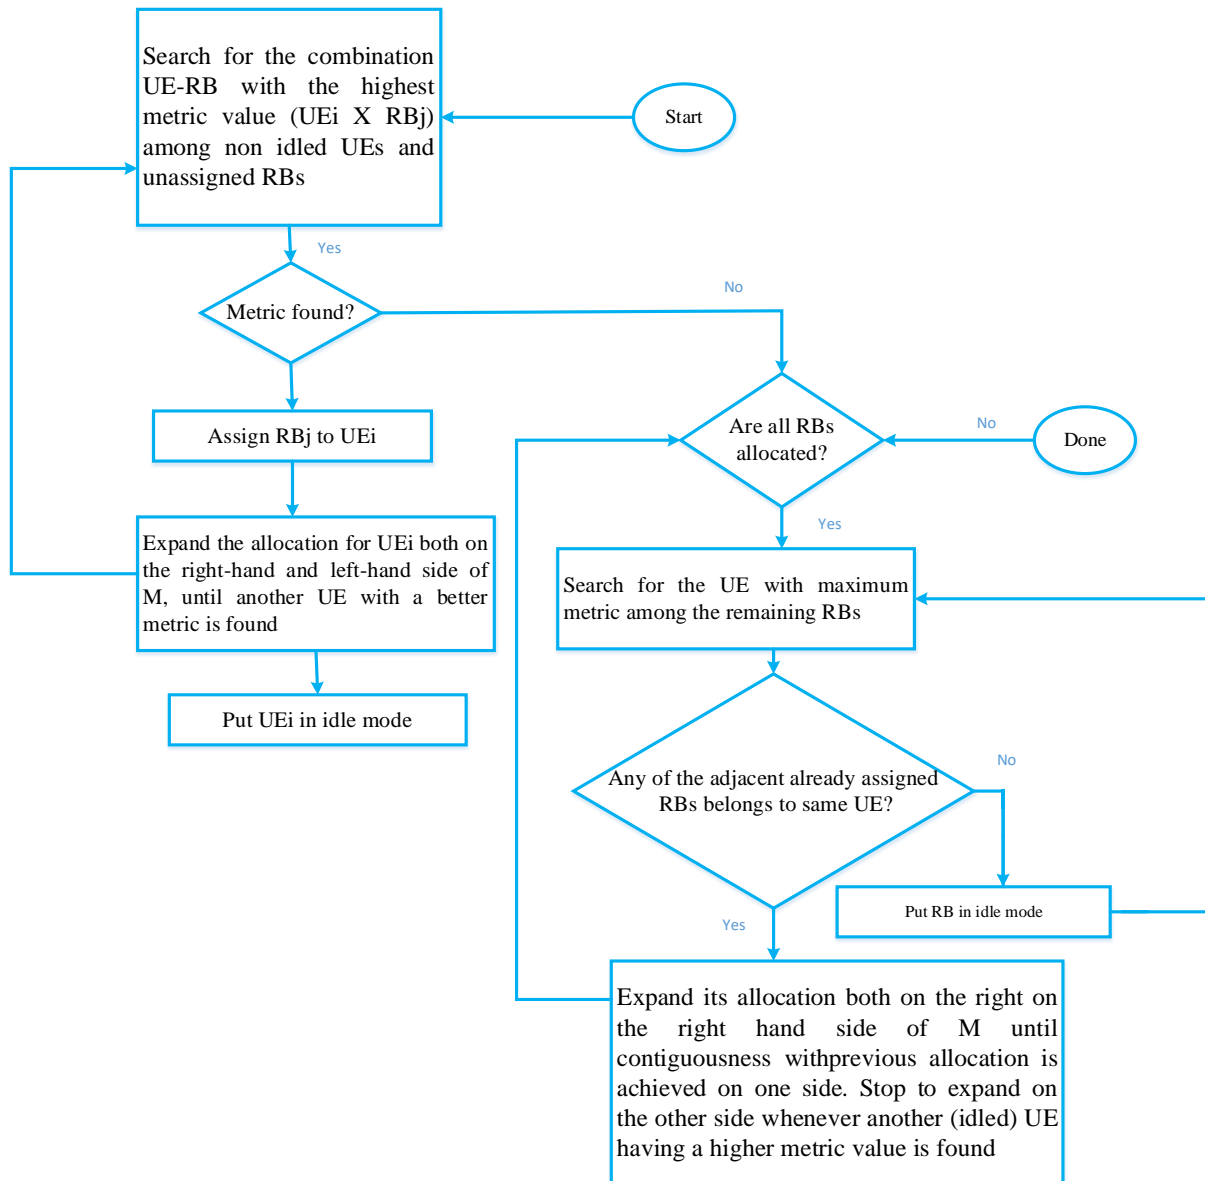 Search for the combination
UE-RB with the highest
metric value (UEi X RBj)
among non idled UEs and
unassigned RBs
Start
Yes
Metric found?
No
Assign RBj to UEi
Are all RBs
allocated?
No
Done
Expand the allocation for UEi both on
the right-hand and left-hand side of
M, until another UE with a better
metric is found
Yes
Search for the UE with maximum
metric among the remaining RBs
Put UEi in idle mode
Any of the adjacent already assigned
RBs belongs to same UE?
No
Put RB in idle mode
Yes
Expand its allocation both on the right on
the right hand side of M until
contiguousness withprevious allocation is
achieved on one side. Stop to expand on
the other side whenever another (idled) UE
having a higher metric value is found